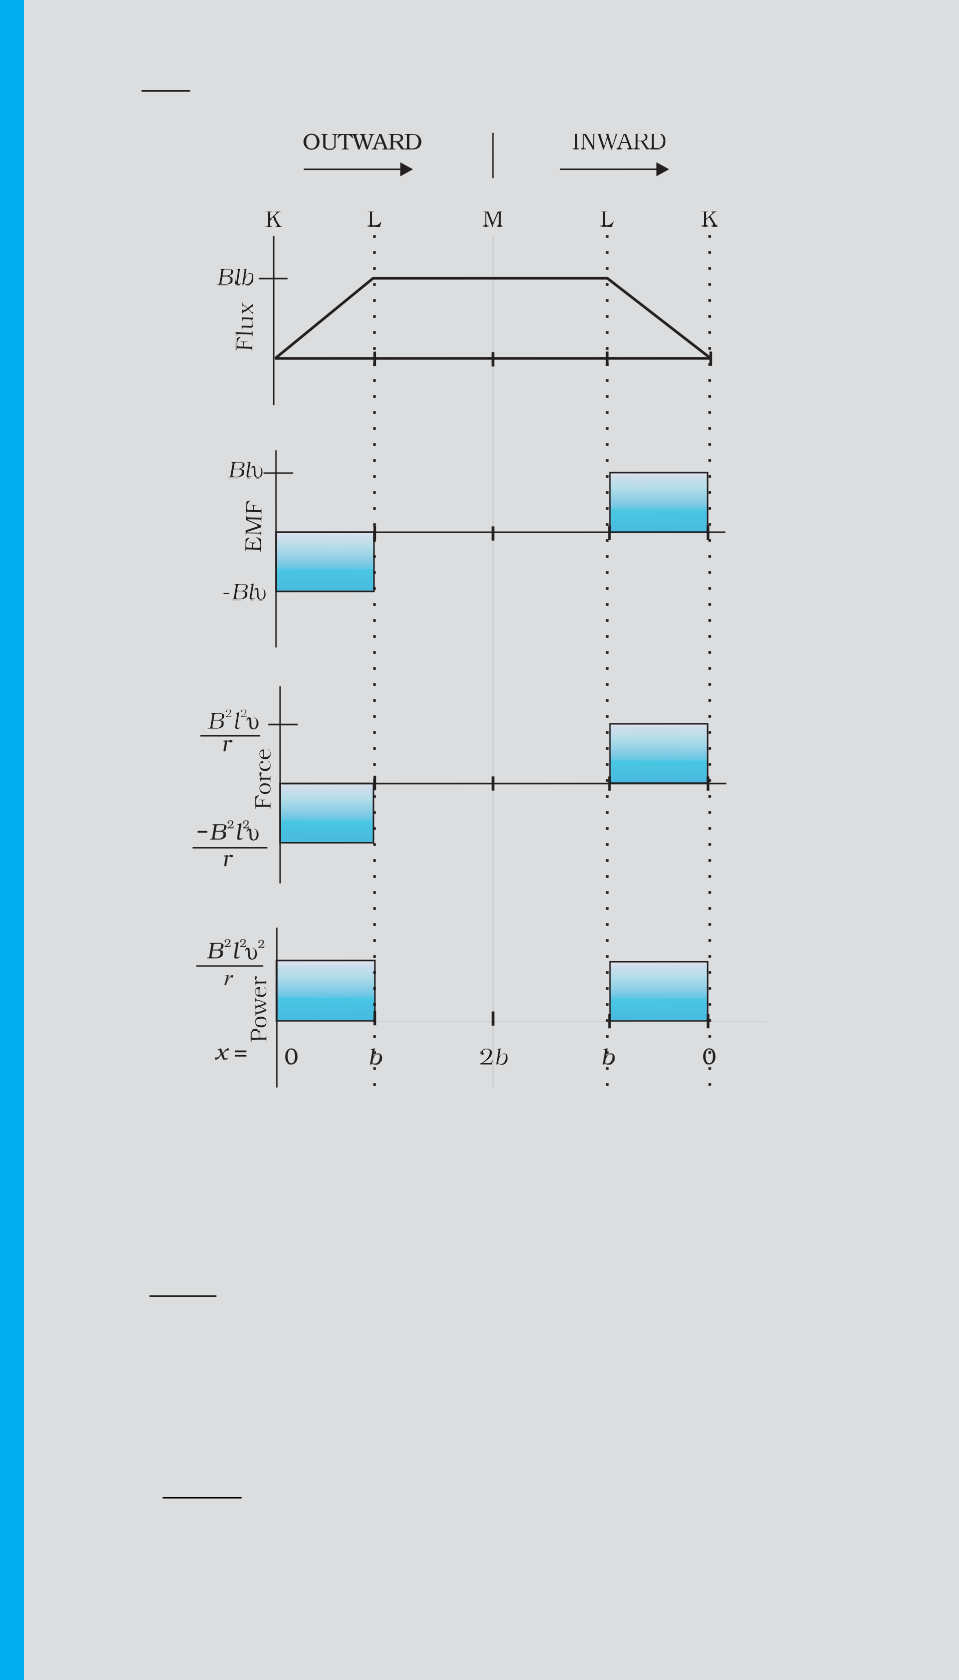 OUTWARD INWARD
K L M L K
Blb
Flux
Blυ
EMF
-Blυ
B²l²υ
r
Force
−B²l²υ
r
B²l²υ²
r
Power
x = 0 b 2b b 0